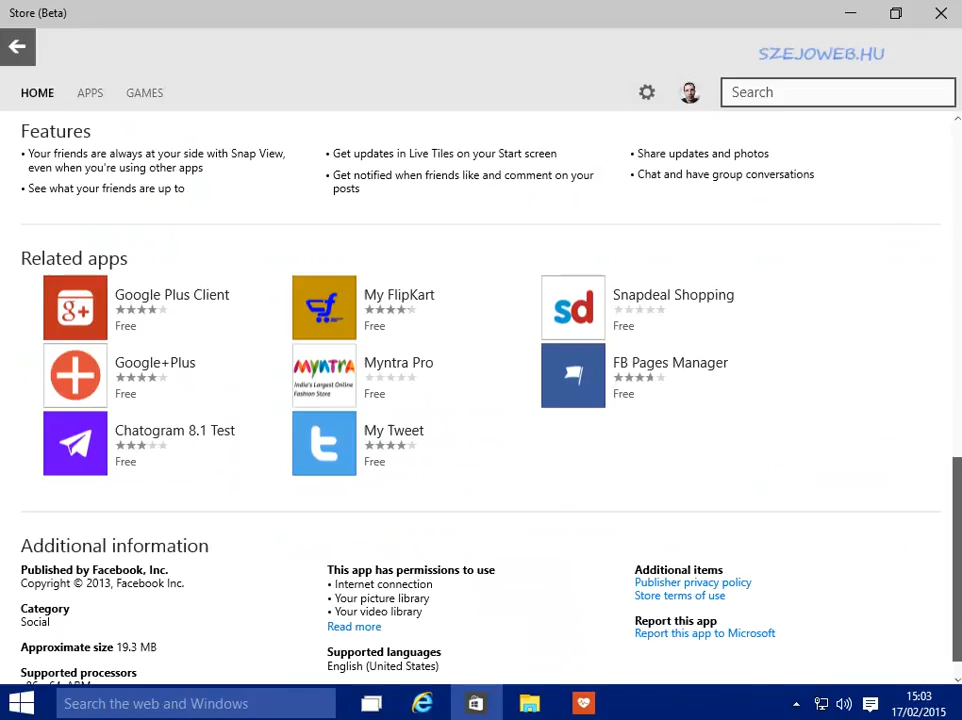 Store (Beta)
SZEJOWEB.HU
HOME APPS GAMES
Search
Features
• Your friends are always at your side with Snap View,
even when you're using other apps
• See what your friends are up to
• Get updates in Live Tiles on your Start screen
• Get notified when friends like and comment on your
posts
• Share updates and photos
• Chat and have group conversations
Related apps
g+
Google Plus Client
Free
f
My FlipKart
Free
sd
Snapdeal Shopping
Free
Google+Plus
Free
MYNTRA
India's Largest Online
Fashion Store
Myntra Pro
Free
FB Pages Manager
Free
Chatogram 8.1 Test
Free
t
My Tweet
Free
Additional information
Published by Facebook, Inc.
Copyright © 2013, Facebook Inc.
Category
Social
Approximate size 19.3 MB
Supported processors
This app has permissions to use
• Internet connection
• Your picture library
• Your video library
Read more
Supported languages
English (United States)
Additional items
Publisher privacy policy
Store terms of use
Report this app
Report this app to Microsoft
Search the web and Windows
15:03
17/02/2015